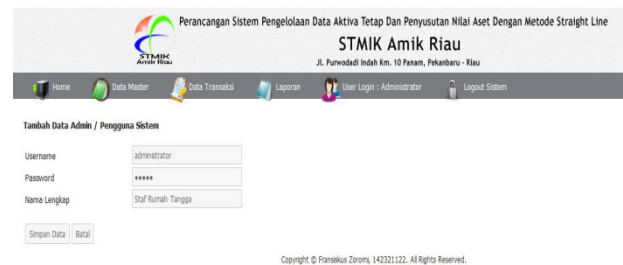 Perancangan Sistem Pengelolaan Data Aktiva Tetap Dan Penyusutan Nilai Aset Dengan Metode Straight Line
STMIK Amik Riau
Jl. Purwodadi Indah Km. 10 Panam, Pekanbaru - Riau
STMIK
Amik Riau
Home Data Master Data Transaksi Laporan User Login : Administrator Logout Sistem
Tambah Data Admin / Pengguna Sistem
Username administrator
Password •••••
Nama Lengkap Staf Rumah Tangga
Simpan Data Batal
Copyright © Fransiskus Zoromi, 142321122. All Rights Reserved.